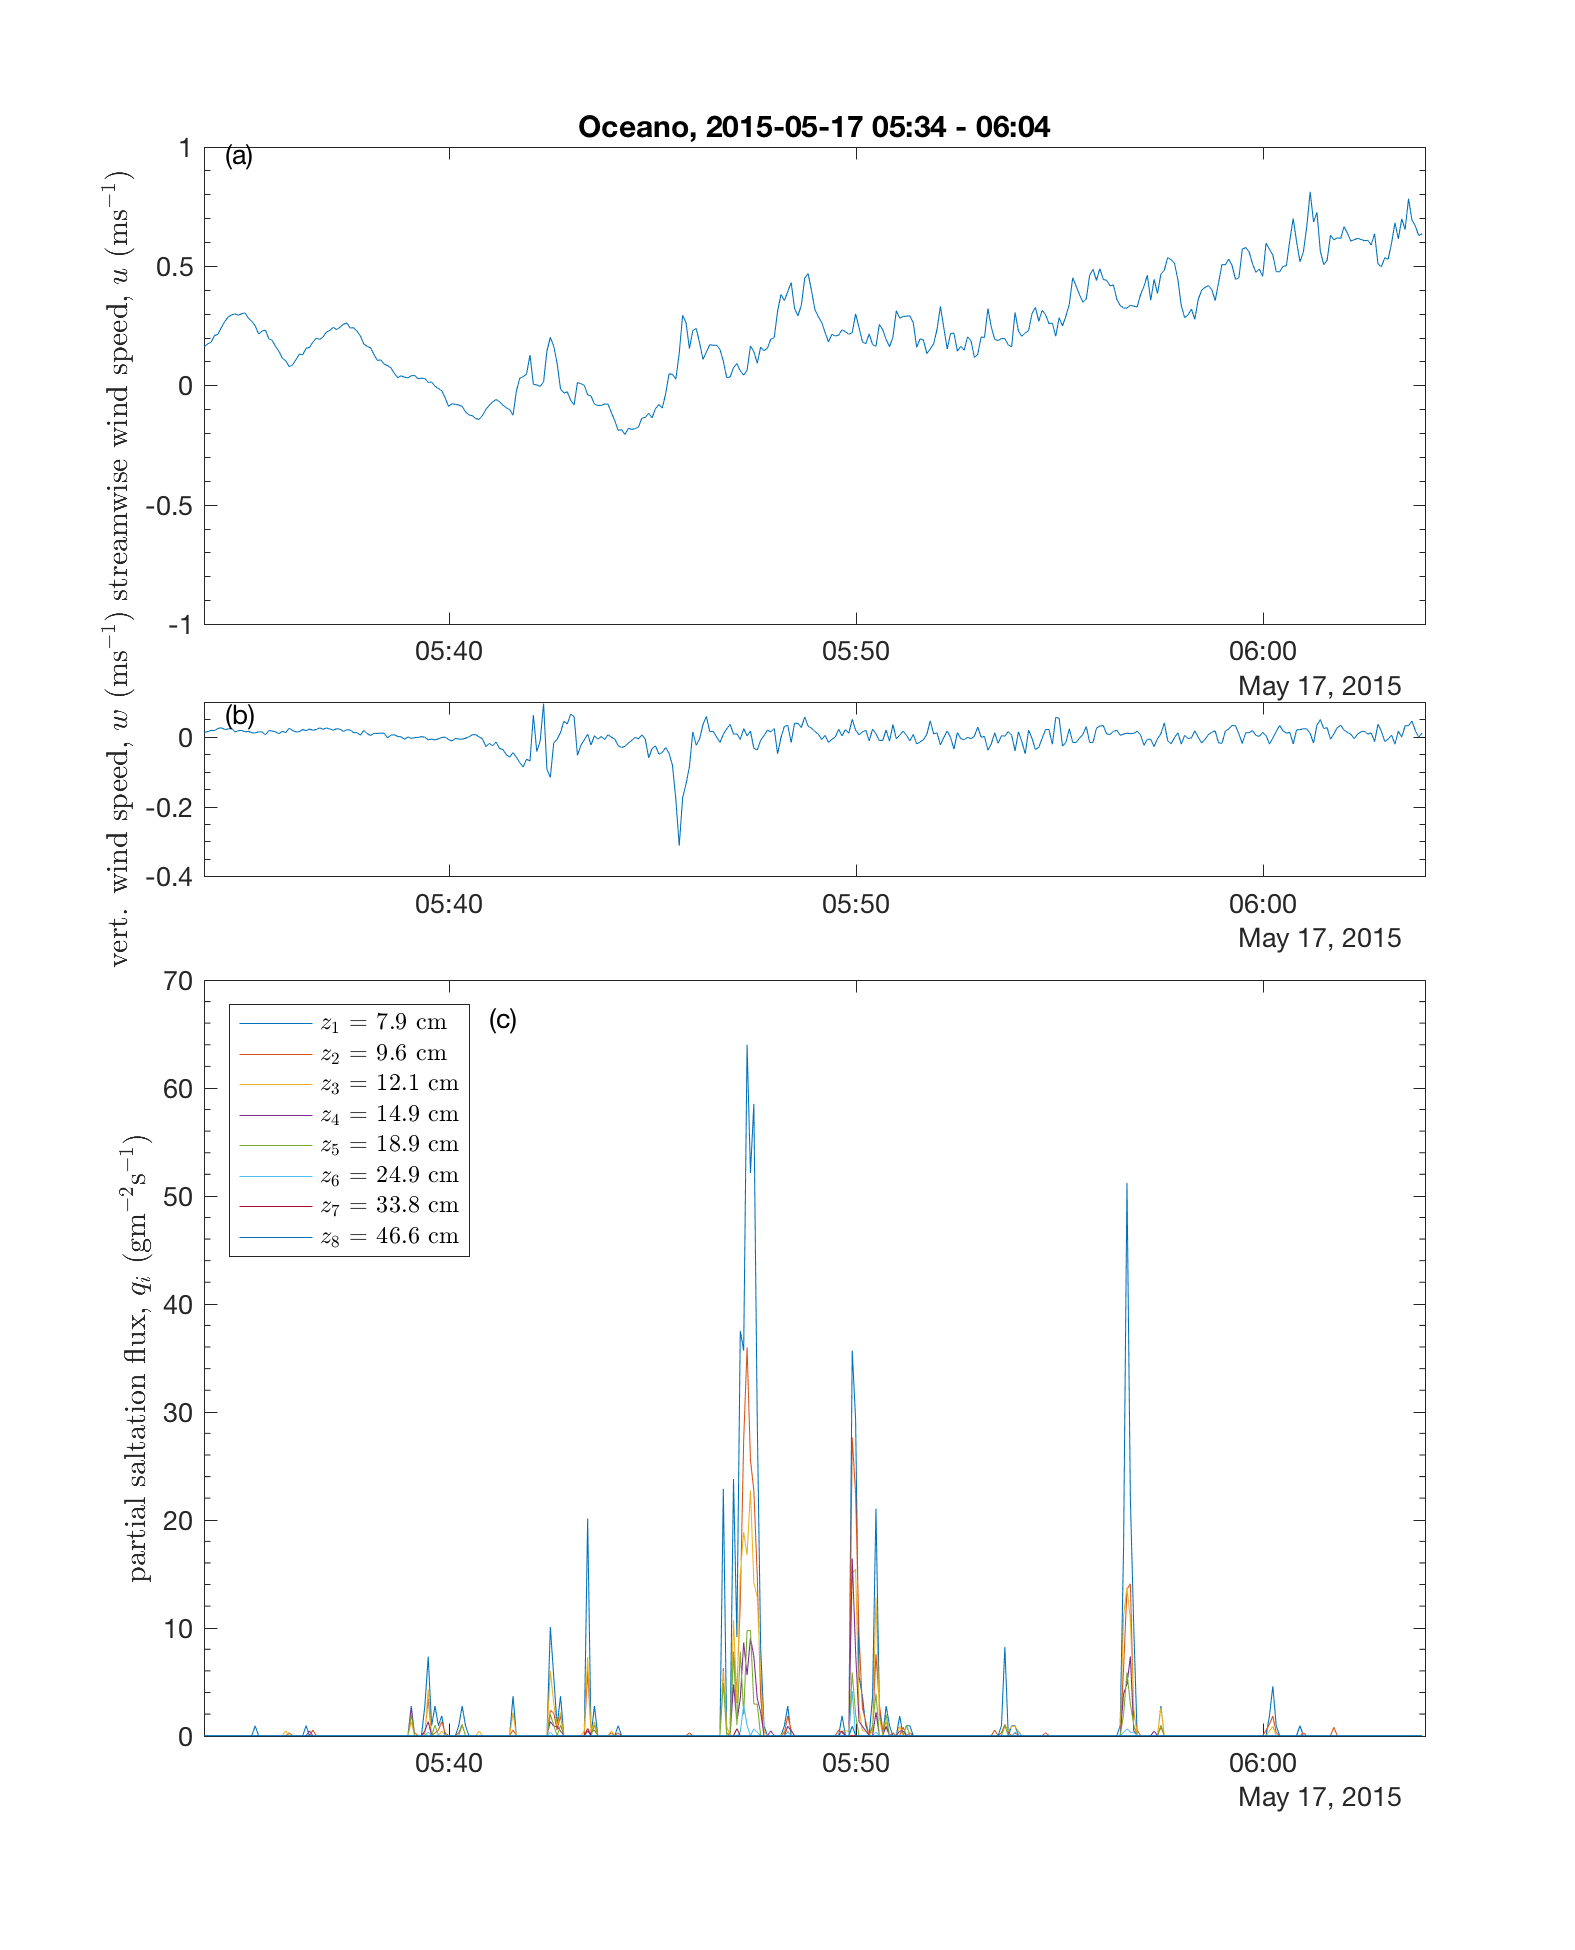 Oceano, 2015-05-17 05:34 - 06:04
(a)
streamwise wind speed, u (ms⁻¹)
1
0.5
0
-0.5
-1
05:40 05:50 06:00
May 17, 2015
(b)
vert. wind speed, w (ms⁻¹)
0
-0.2
-0.4
05:40 05:50 06:00
May 17, 2015
(c)
partial saltation flux, qᵢ (gm⁻²s⁻¹)
70
60
50
40
30
20
10
0
z₁ = 7.9 cm
z₂ = 9.6 cm
z₃ = 12.1 cm
z₄ = 14.9 cm
z₅ = 18.9 cm
z₆ = 24.9 cm
z₇ = 33.8 cm
z₈ = 46.6 cm
05:40 05:50 06:00
May 17, 2015